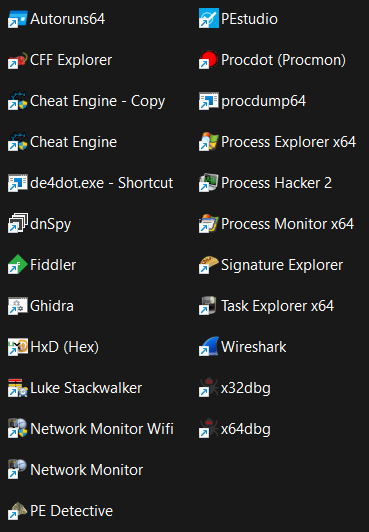 Autoruns64
CFF Explorer
Cheat Engine - Copy
Cheat Engine
de4dot.exe - Shortcut
dnSpy
Fiddler
Ghidra
HxD (Hex)
Luke Stackwalker
Network Monitor Wifi
Network Monitor
PE Detective
PEstudio
Procdot (Procmon)
procdump64
Process Explorer x64
Process Hacker 2
Process Monitor x64
Signature Explorer
Task Explorer x64
Wireshark
x32dbg
x64dbg